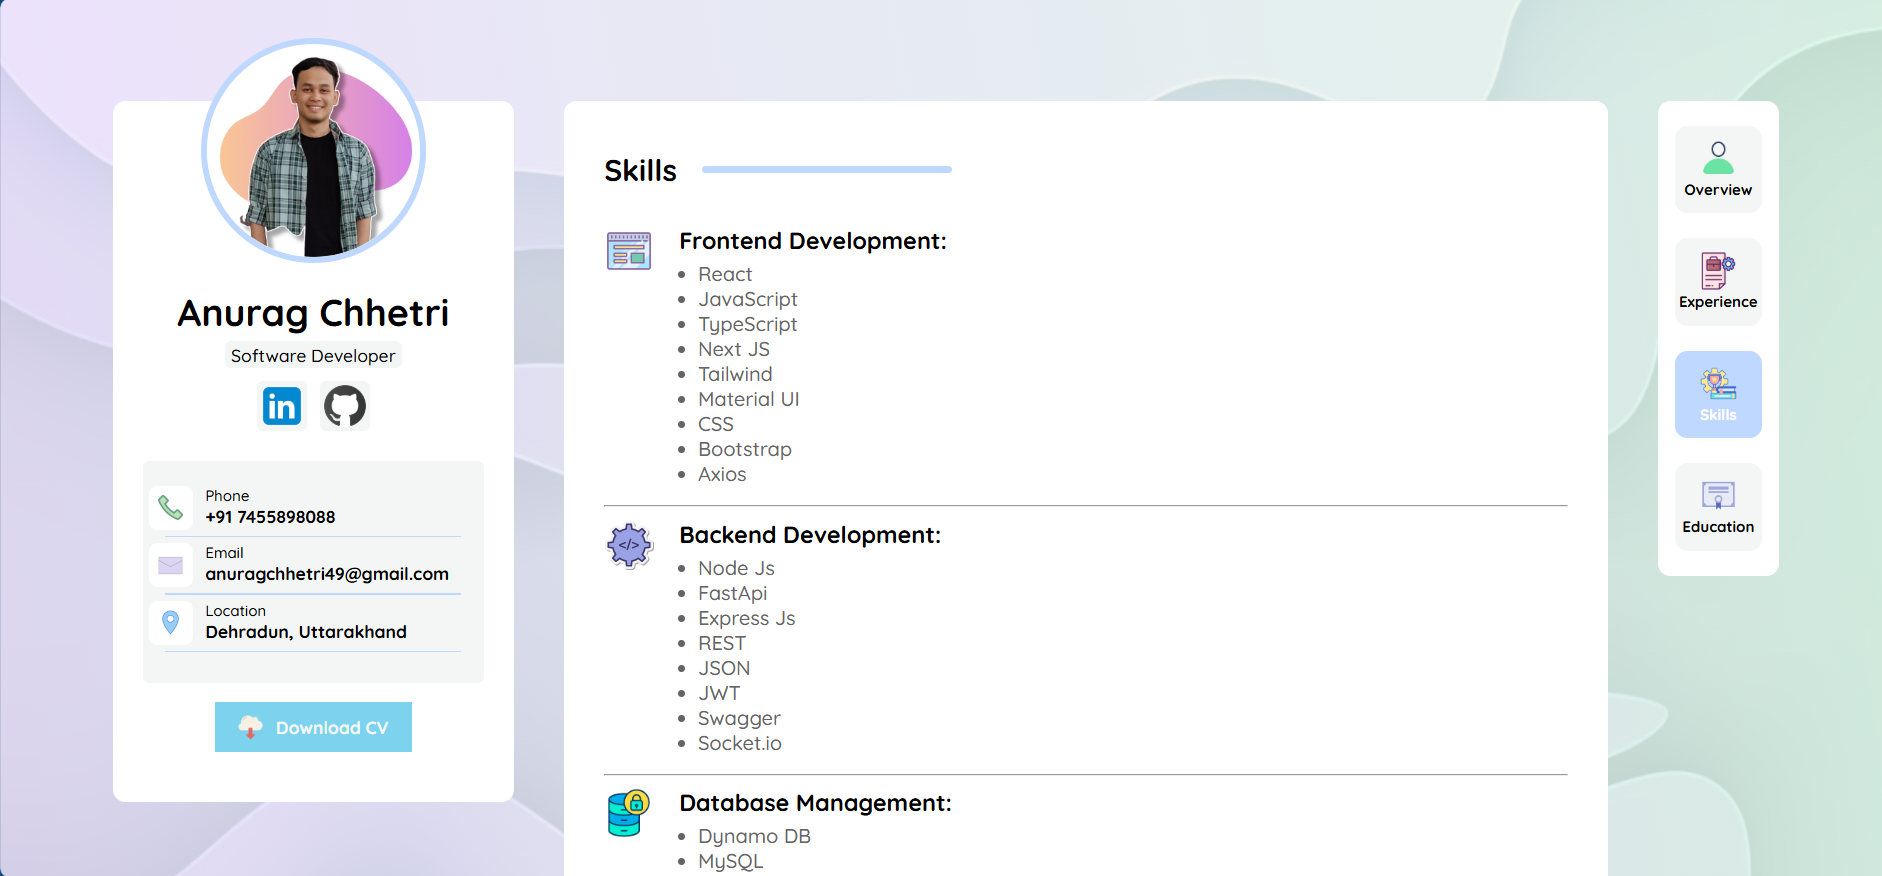 Anurag Chhetri
Software Developer
in
Phone
+91 7455898088
Email
anuragchhetri49@gmail.com
Location
Dehradun, Uttarakhand
Download CV
Skills
Frontend Development:
React
JavaScript
TypeScript
Next JS
Tailwind
Material UI
CSS
Bootstrap
Axios
</>
Backend Development:
Node Js
FastApi
Express Js
REST
JSON
JWT
Swagger
Socket.io
Database Management:
Dynamo DB
MySQL
Overview
Experience
Skills
Education